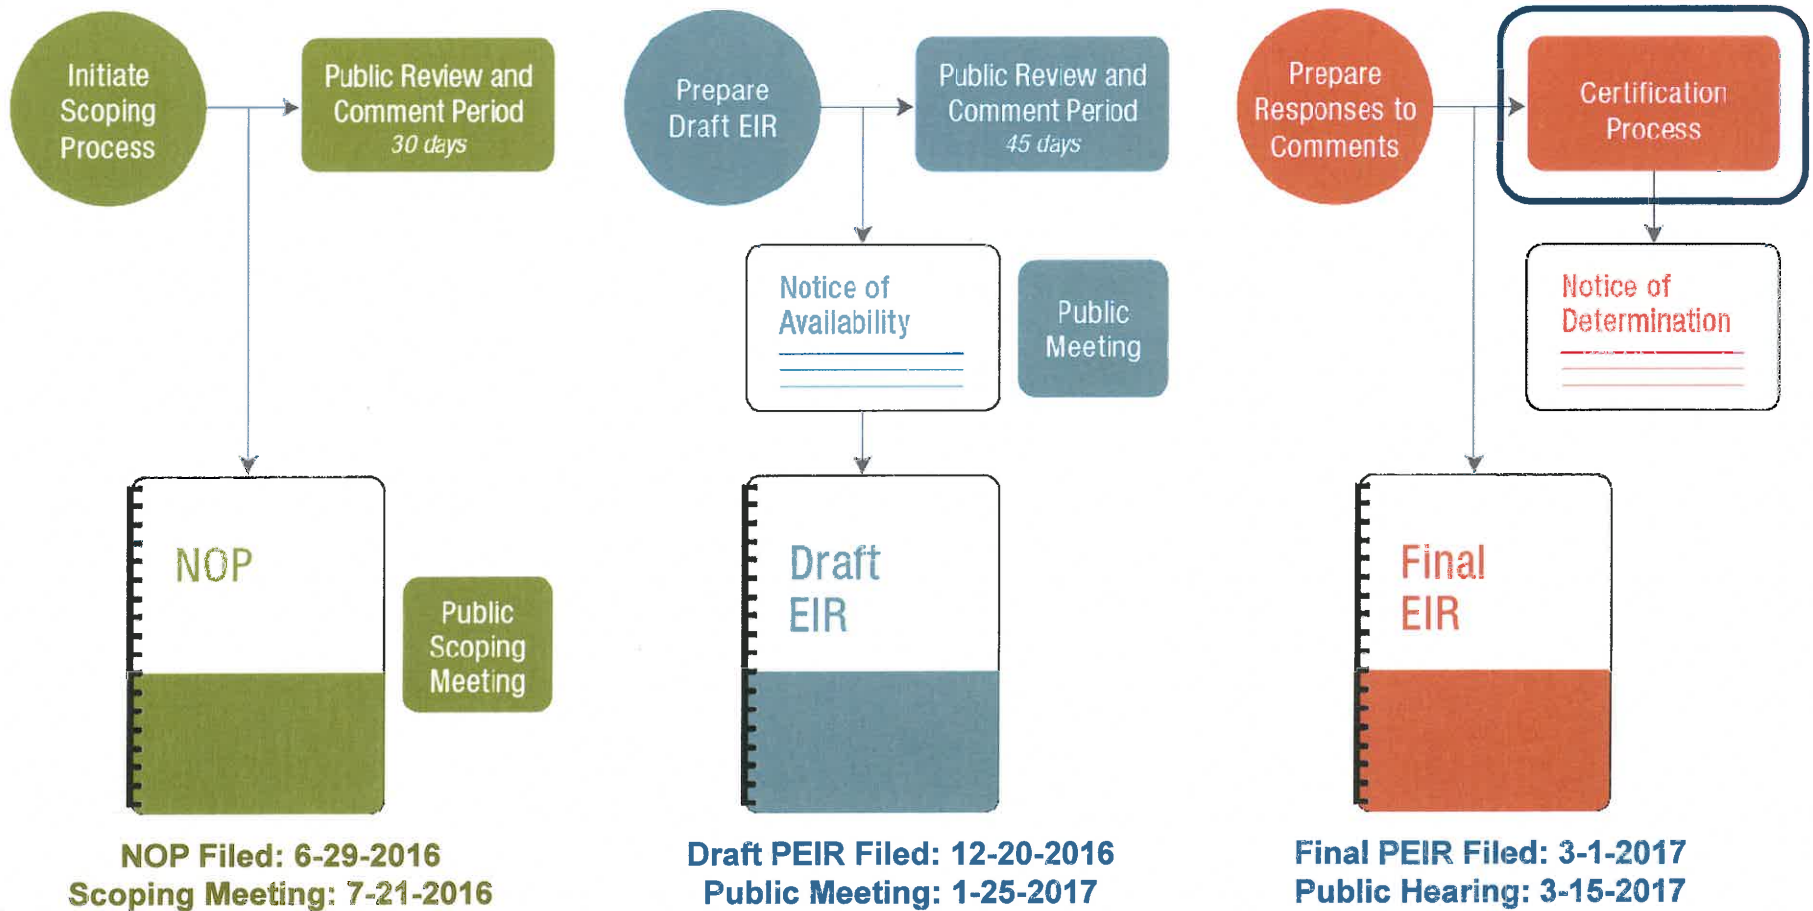 Initiate
Scoping
Process
Public Review and
Comment Period
30 days
NOP
Public
Scoping
Meeting
NOP Filed: 6-29-2016
Scoping Meeting: 7-21-2016
Prepare
Draft EIR
Public Review and
Comment Period
45 days
Notice of
Availability
Public
Meeting
Draft
EIR
Draft PEIR Filed: 12-20-2016
Public Meeting: 1-25-2017
Prepare
Responses to
Comments
Certification
Process
Notice of
Determination
Final
EIR
Final PEIR Filed: 3-1-2017
Public Hearing: 3-15-2017